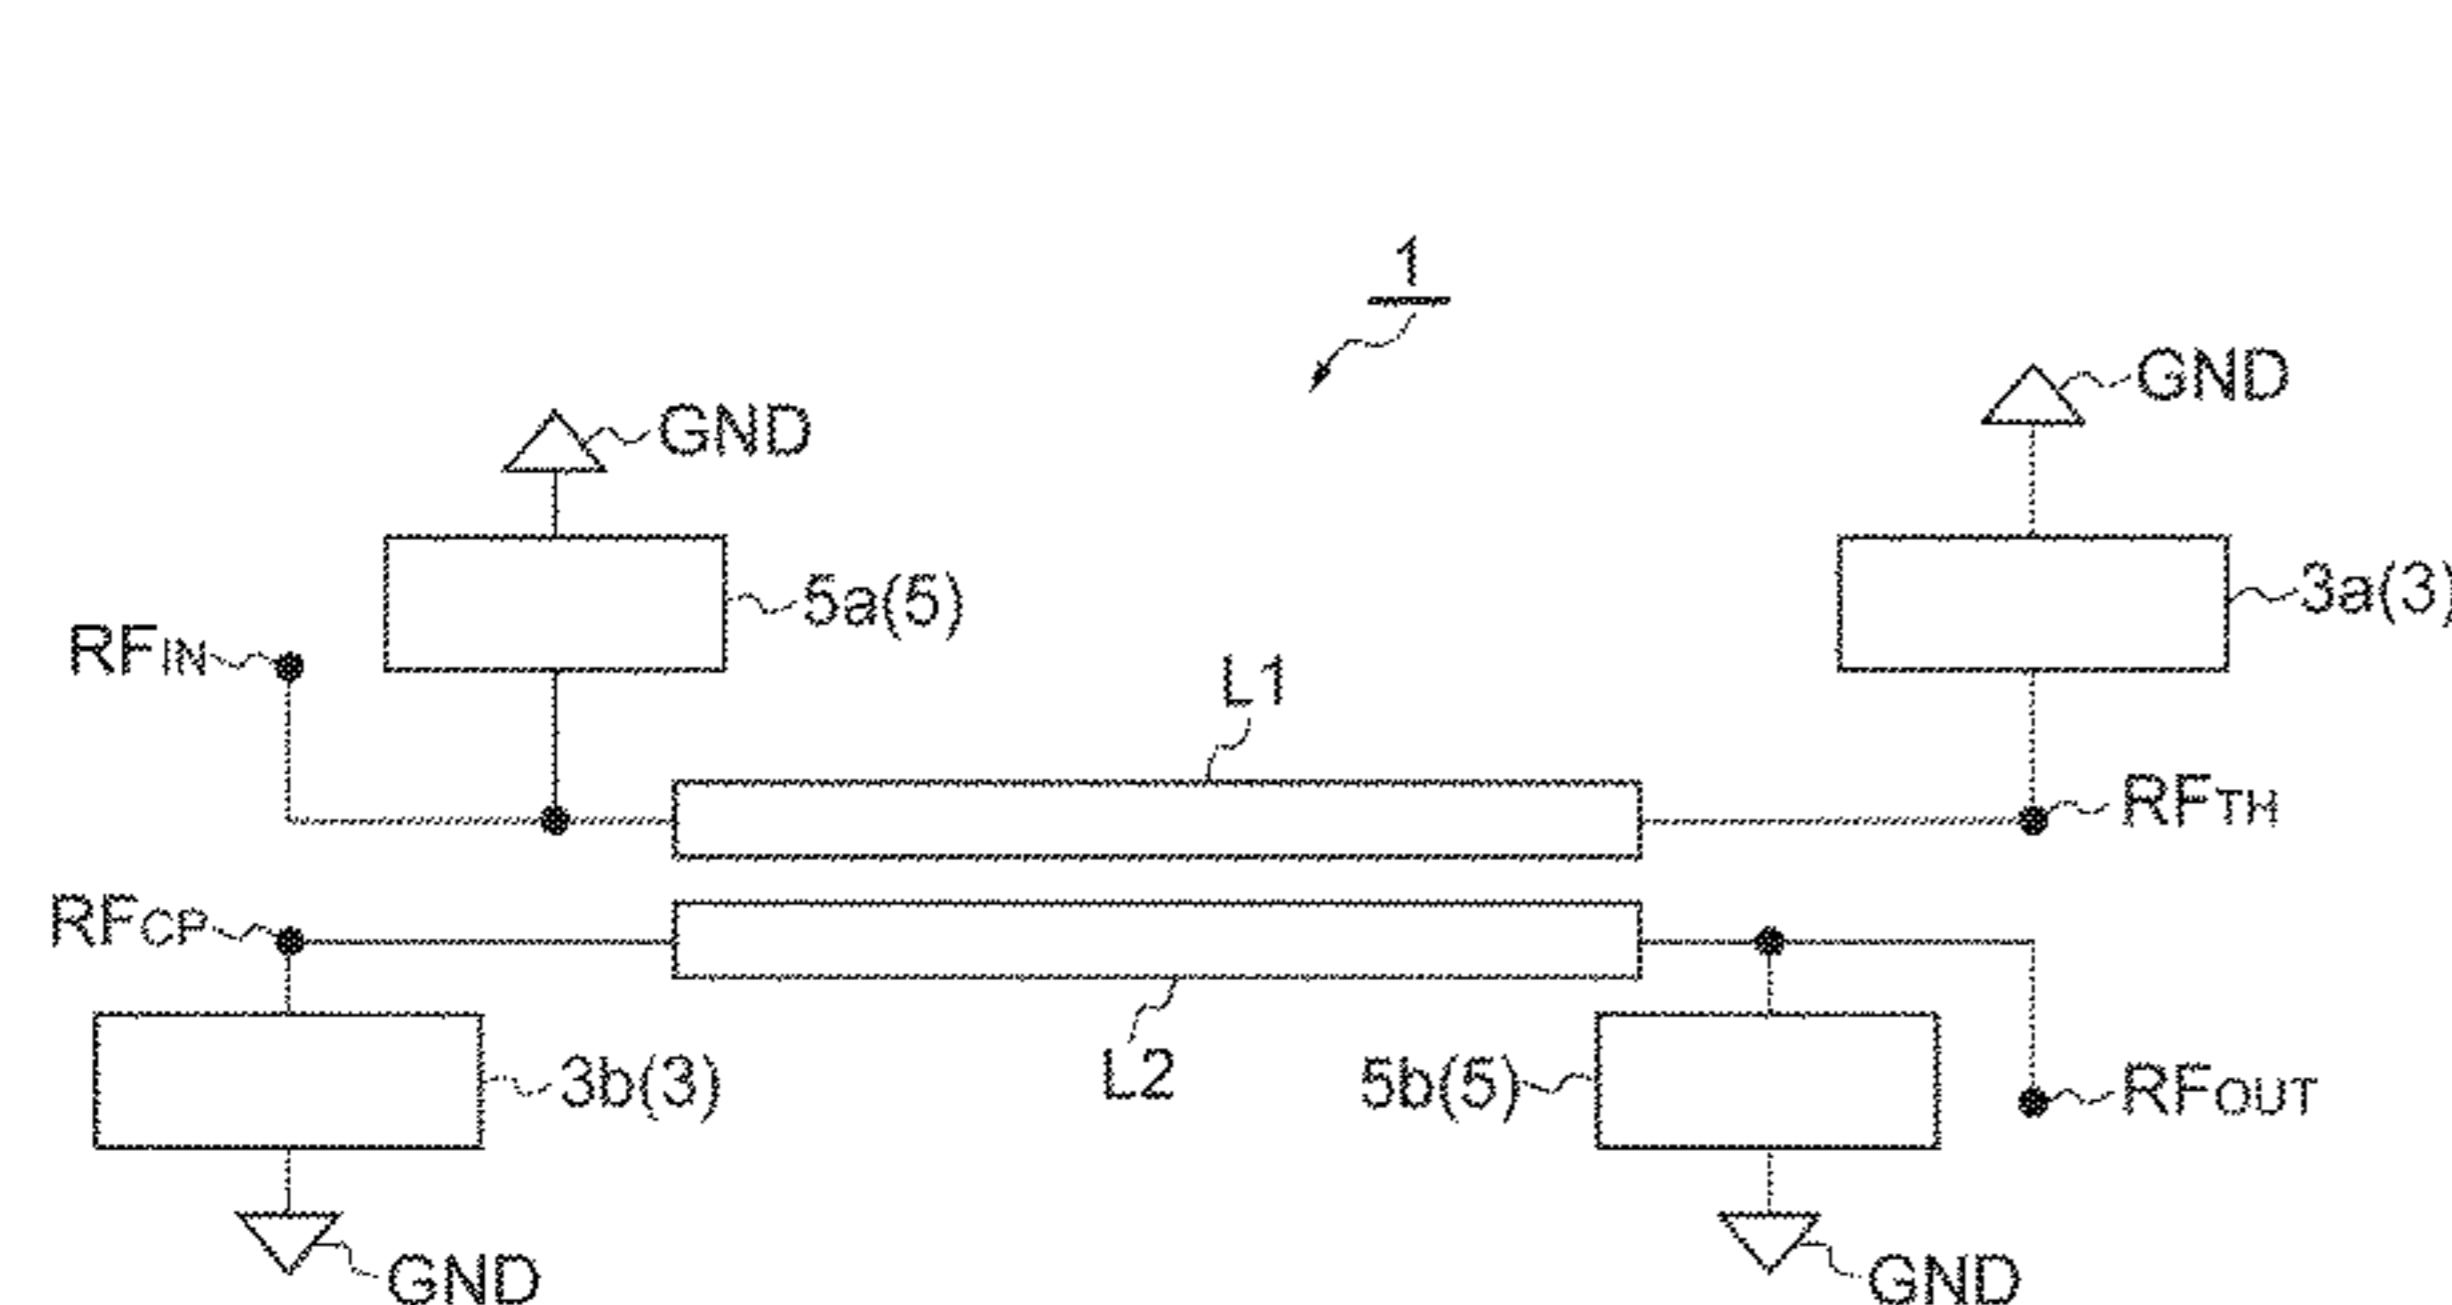 1
GND
GND
5a(5)
3a(3)
RFIN
L1
RFTH
RFCP
3b(3)
L2
5b(5)
RFOUT
GND
GND